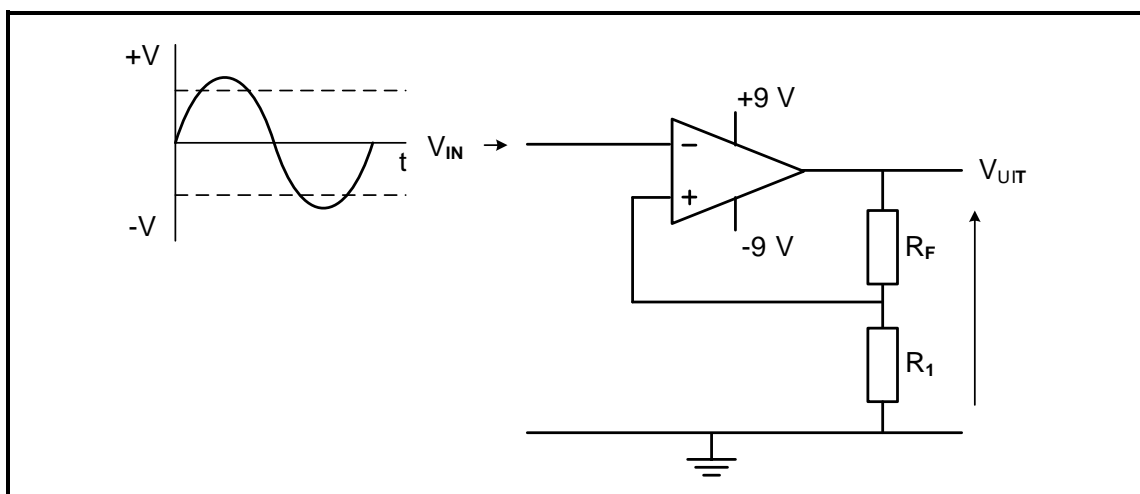 +V
t
-V
V_IN
+9 V
−
+
-9 V
V_UIT
R_F
R_1